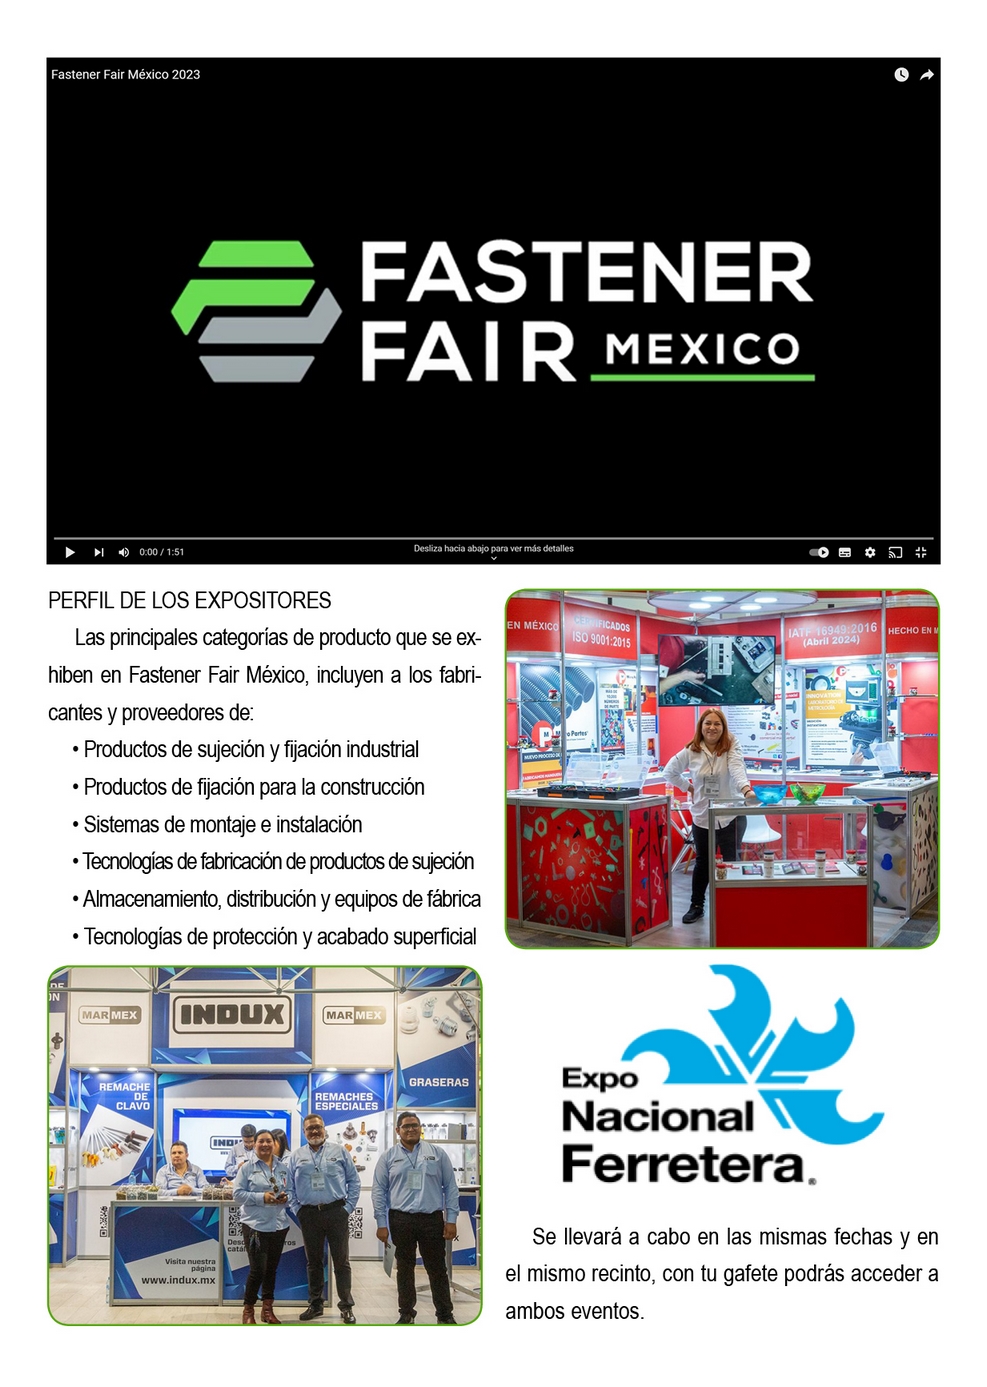 Fastener Fair México 2023
FASTENER
FAIR MEXICO
0:00 / 1:51
Desliza hacia abajo para ver más detalles
PERFIL DE LOS EXPOSITORES
Las principales categorías de producto que se ex-
hiben en Fastener Fair México, incluyen a los fabri-
cantes y proveedores de:
• Productos de sujeción y fijación industrial
• Productos de fijación para la construcción
• Sistemas de montaje e instalación
• Tecnologías de fabricación de productos de sujeción
• Almacenamiento, distribución y equipos de fábrica
• Tecnologías de protección y acabado superficial
EN MÉXICO
CERTIFICADOS
ISO 9001:2015
IATF 16949:2016
(Abril 2024)
HECHO EN M
INNOVACIÓN
MARMEX
INDUX
MARMEX
REMACHE
DE
CLAVO
REMACHES
ESPECIALES
GRASERAS
INDUX
Visita nuestra
página
www.indux.mx
Expo
Nacional
Ferretera®
Se llevará a cabo en las mismas fechas y en
el mismo recinto, con tu gafete podrás acceder a
ambos eventos.